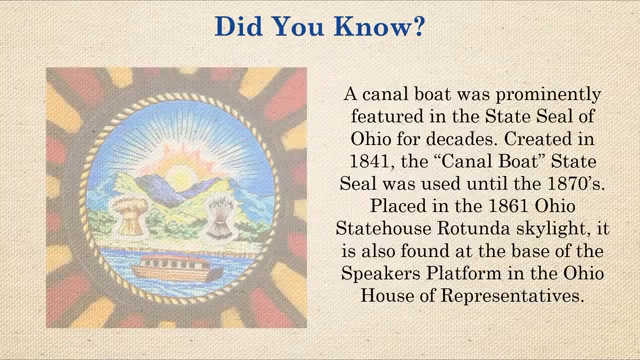 Did You Know?
A canal boat was prominently
featured in the State Seal of
Ohio for decades. Created in
1841, the “Canal Boat” State
Seal was used until the 1870’s.
Placed in the 1861 Ohio
Statehouse Rotunda skylight, it
is also found at the base of the
Speakers Platform in the Ohio
House of Representatives.